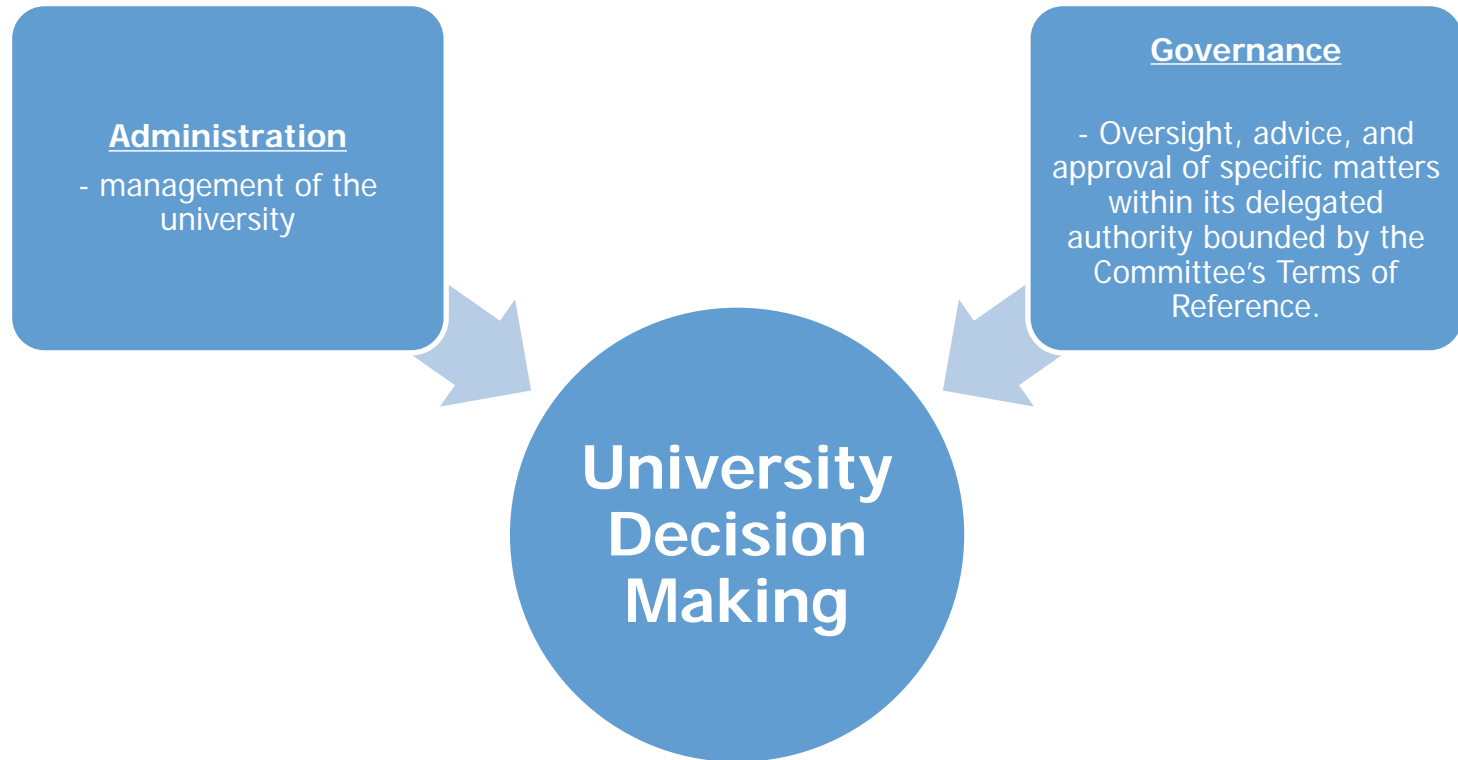 Administration
- management of the
university
Governance
- Oversight, advice, and
approval of specific matters
within its delegated
authority bounded by the
Committee’s Terms of
Reference.
University
Decision
Making